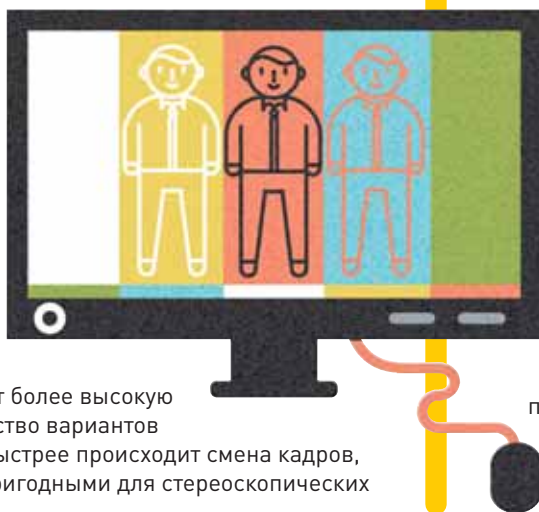 т более высокую
ство вариантов
ыстрее происходит смена кадров,
ригодными для стереоскопических
п